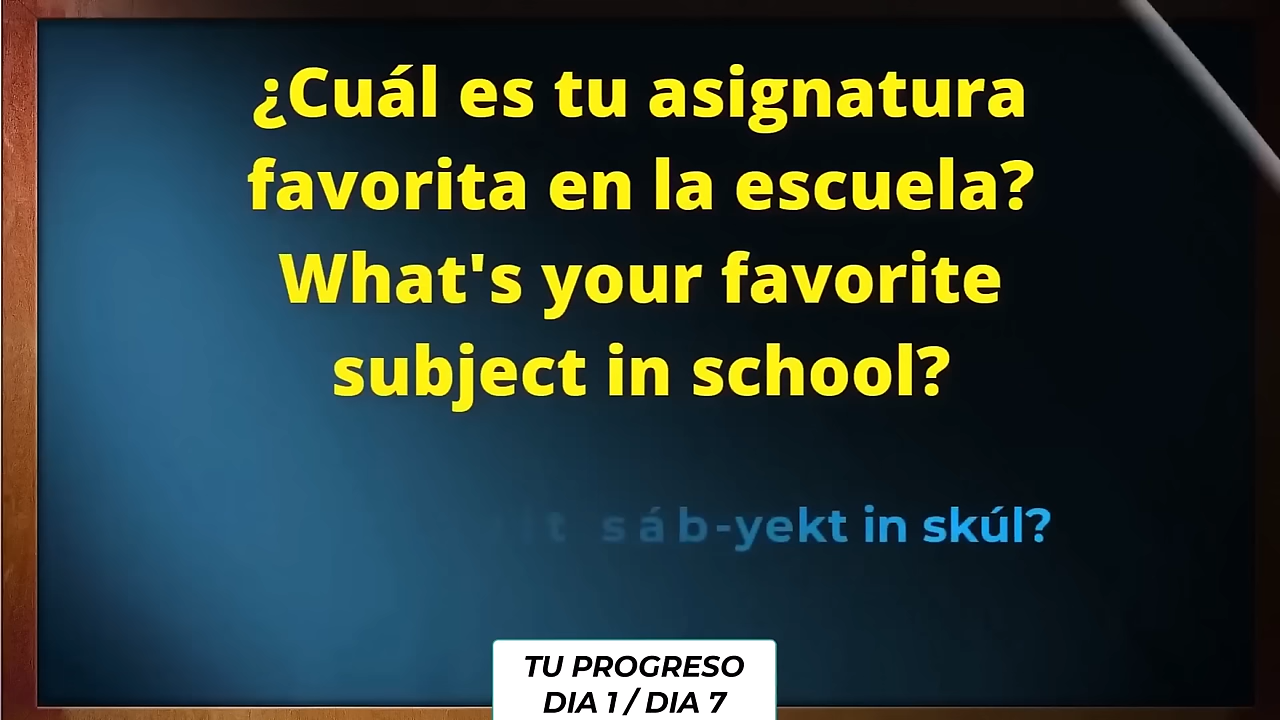 ¿Cuál es tu asignatura
favorita en la escuela?
What's your favorite
subject in school?
sáb-yekt in skúl?
TU PROGRESO
DIA 1 / DIA 7